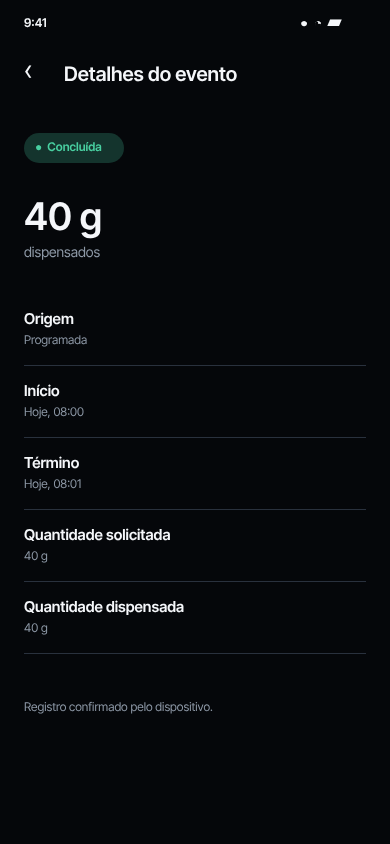 9:41
Detalhes do evento
Concluída
40 g
dispensados
Origem
Programada
Início
Hoje, 08:00
Término
Hoje, 08:01
Quantidade solicitada
40 g
Quantidade dispensada
40 g
Registro confirmado pelo dispositivo.